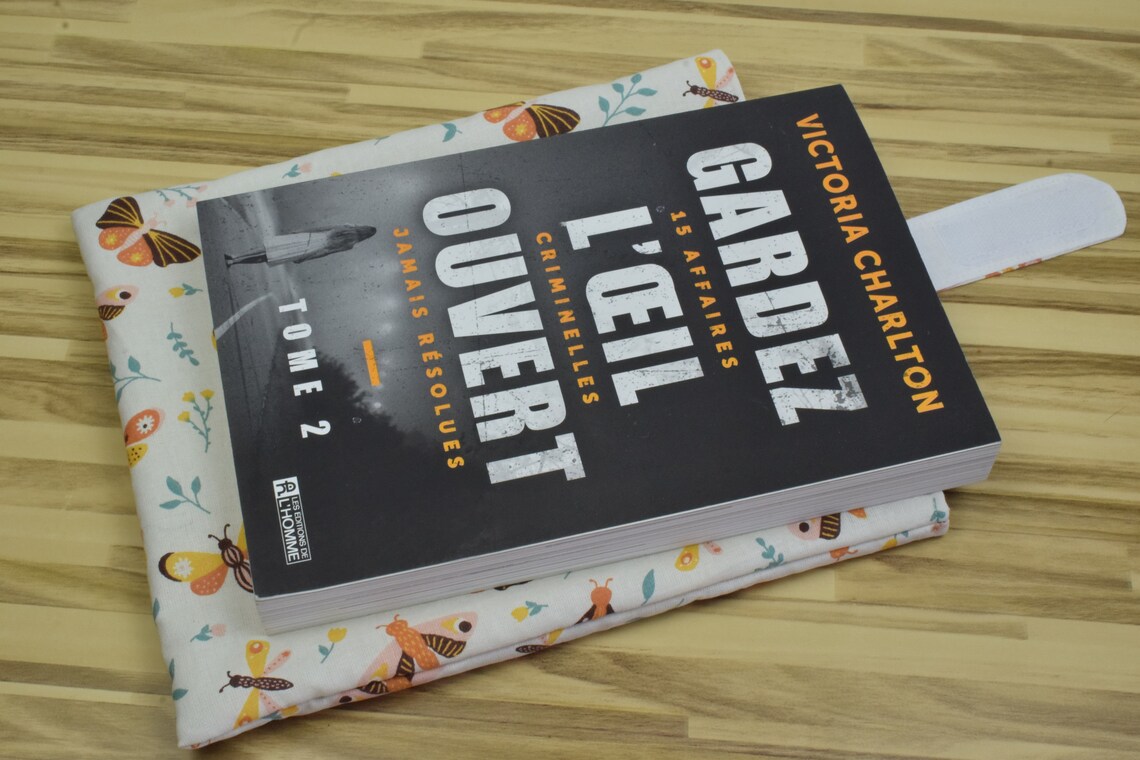 VICTORIA CHARLTON
GARDEZ
15 AFFAIRES
L'ŒIL
CRIMINELLES
OUVERT
JAMAIS RÉSOLUES
TOME 2
LES ÉDITIONS DE
L'HOMME